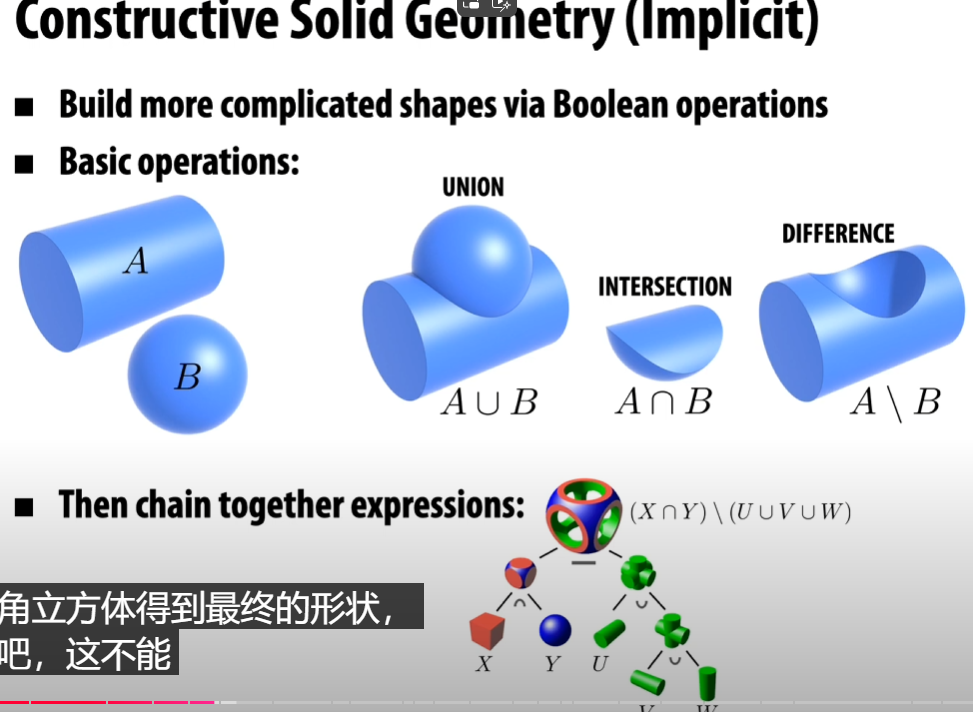 Constructive Solid Geometry (Implicit)
■ Build more complicated shapes via Boolean operations
■ Basic operations:
UNION
DIFFERENCE
INTERSECTION
A
B
A ∪ B
A ∩ B
A \ B
■ Then chain together expressions:
(X ∩ Y) \ (U ∪ V ∪ W)
—
∩
∪
∪
X
Y
U
V
W
角立方体得到最终的形状，
吧，这不能